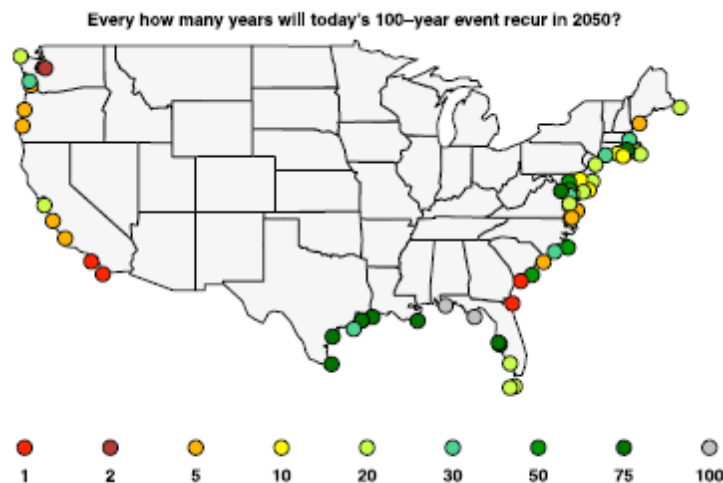 Every how many years will today's 100–year event recur in 2050?
1 2 5 10 20 30 50 75 100